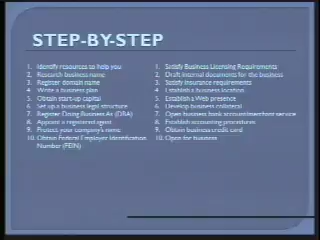 STEP-BY-STEP
1. Identify resources to help you
2. Research business name
3. Register domain name
4. Write a business plan
5. Obtain start-up capital
6. Set up a business legal structure
7. Register Doing Business As (DBA)
8. Appoint a registered agent
9. Protect your company's name
10. Obtain Federal Employer Identification
Number (FEIN)
1. Satisfy Business Licensing Requirements
2. Draft internal documents for the business
3. Satisfy insurance requirements
4. Establish a business location
5. Establish a Web presence
6. Develop business collateral
7. Open business bank account/merchant service
8. Establish accounting procedures
9. Obtain business credit card
10. Open for business